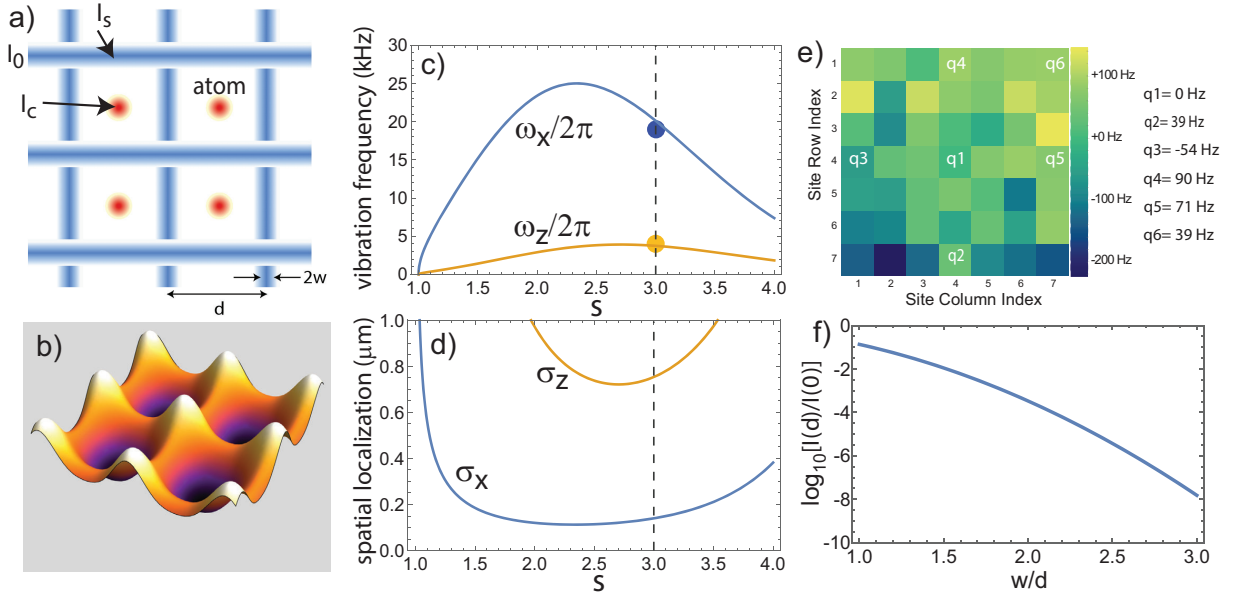 a)
I_s
I_0
I_c
atom
2w
d
b)
c)
vibration frequency (kHz)
30
25
20
15
10
5
0
ω_x/2π
ω_z/2π
1.0 1.5 2.0 2.5 3.0 3.5 4.0
s
d)
spatial localization (μm)
1.0
0.8
0.6
0.4
0.2
0.0
σ_z
σ_x
1.0 1.5 2.0 2.5 3.0 3.5 4.0
s
e)
Site Row Index
1
2
3
4
5
6
7
q4 q6
q3 q1 q5
q2
1 2 3 4 5 6 7
Site Column Index
+100 Hz
+0 Hz
-100 Hz
-200 Hz
q1= 0 Hz
q2= 39 Hz
q3= -54 Hz
q4= 90 Hz
q5= 71 Hz
q6= 39 Hz
f)
log₁₀[I(d)/I(0)]
0
-2
-4
-6
-8
-10
1.0 1.5 2.0 2.5 3.0
w/d